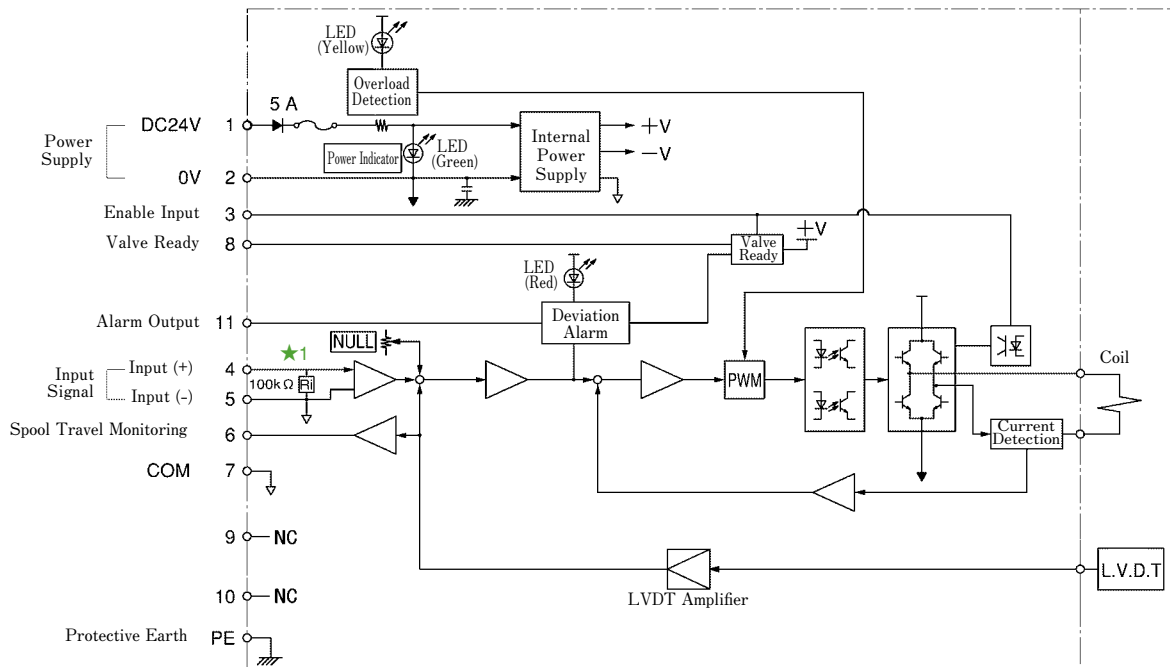 LED
(Yellow)
Overload
Detection
5 A
Power
Supply
DC24V
1
Internal
Power
Supply
+V
−V
Power Indicator
LED
(Green)
0V
2
Enable Input
3
Valve Ready
8
Valve
Ready
+V
LED
(Red)
Alarm Output
11
Deviation
Alarm
NULL
★1
Input
Signal
Input (+)
4
100kΩ
Ri
Input (-)
5
PWM
Coil
Spool Travel Monitoring
6
Current
Detection
COM
7
9
NC
L.V.D.T
10
NC
LVDT Amplifier
Protective Earth
PE